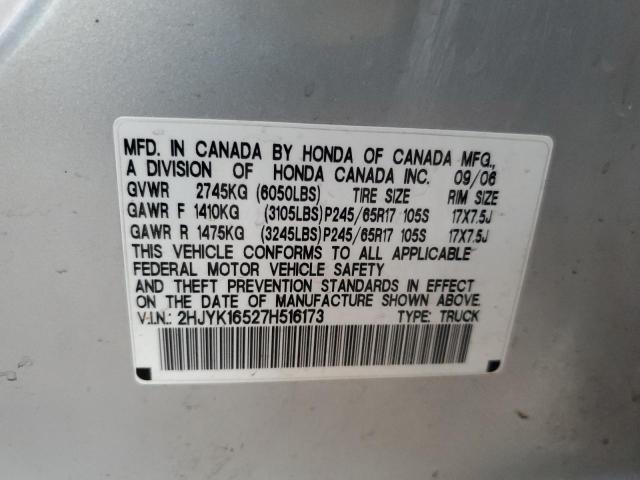 MFD. IN CANADA BY HONDA OF CANADA MFG.,
A DIVISION OF HONDA CANADA INC. 09/06
GVWR 2745KG (6050LBS) TIRE SIZE RIM SIZE
GAWR F 1410KG (3105LBS) P245/65R17 105S 17X7.5J
GAWR R 1475KG (3245LBS) P245/65R17 105S 17X7.5J
THIS VEHICLE CONFORMS TO ALL APPLICABLE
FEDERAL MOTOR VEHICLE SAFETY
AND THEFT PREVENTION STANDARDS IN EFFECT
ON THE DATE OF MANUFACTURE SHOWN ABOVE.
V.I.N.: 2HJYK16527H516173 TYPE: TRUCK